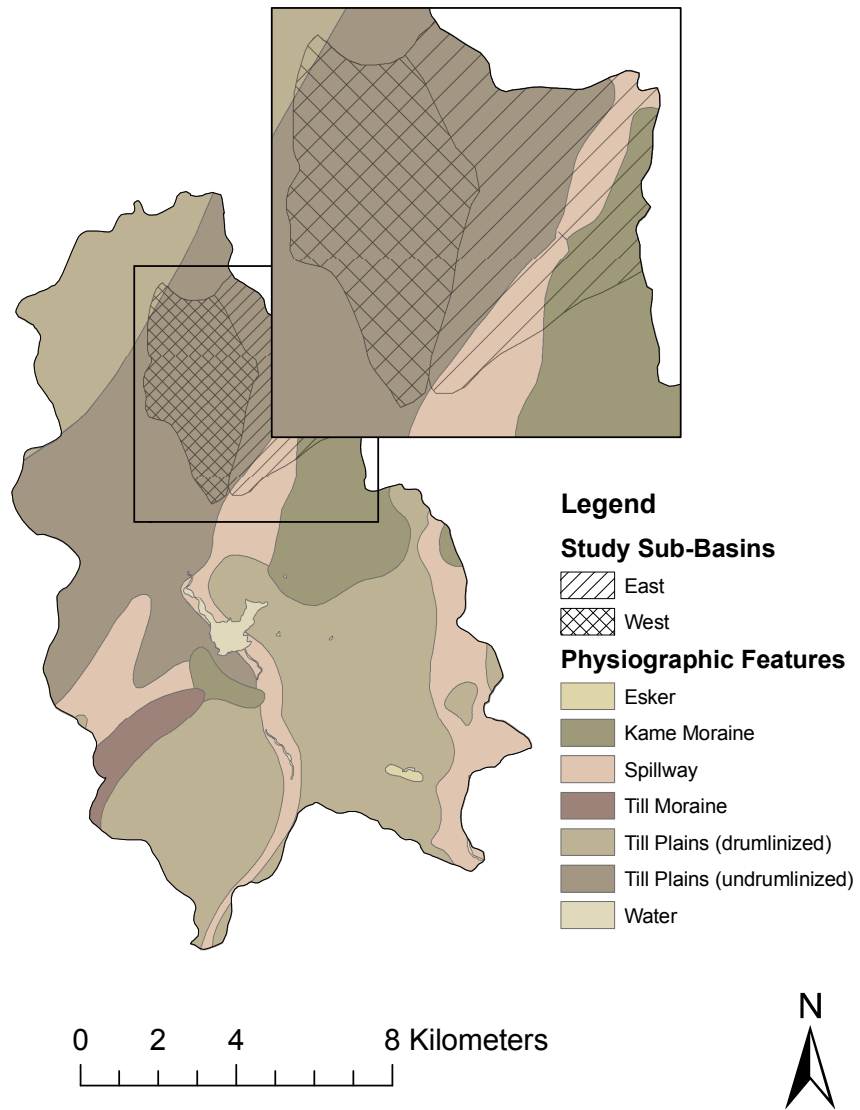 Legend
Study Sub-Basins
East
West
Physiographic Features
Esker
Kame Moraine
Spillway
Till Moraine
Till Plains (drumlinized)
Till Plains (undrumlinized)
Water
0 2 4 8 Kilometers
N